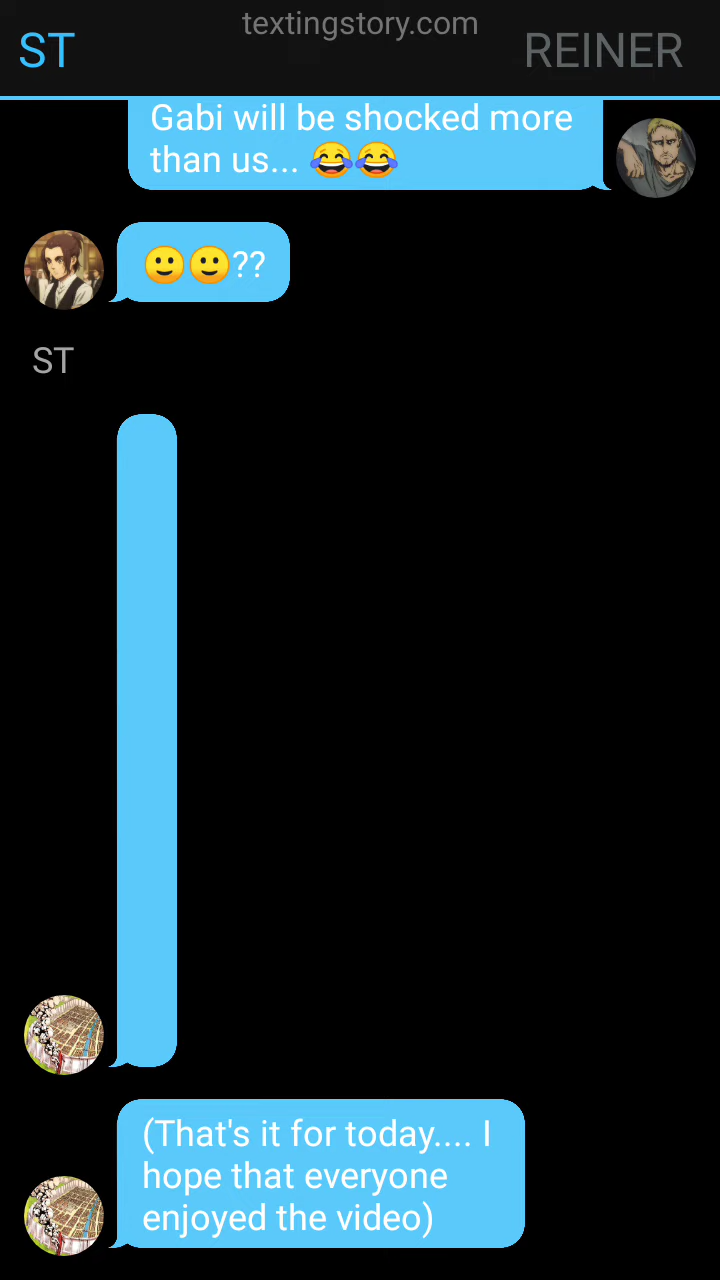 textingstory.com
ST
REINER
Gabi will be shocked more
than us... 😂😂
🙂🙂??
ST
(That's it for today.... I
hope that everyone
enjoyed the video)